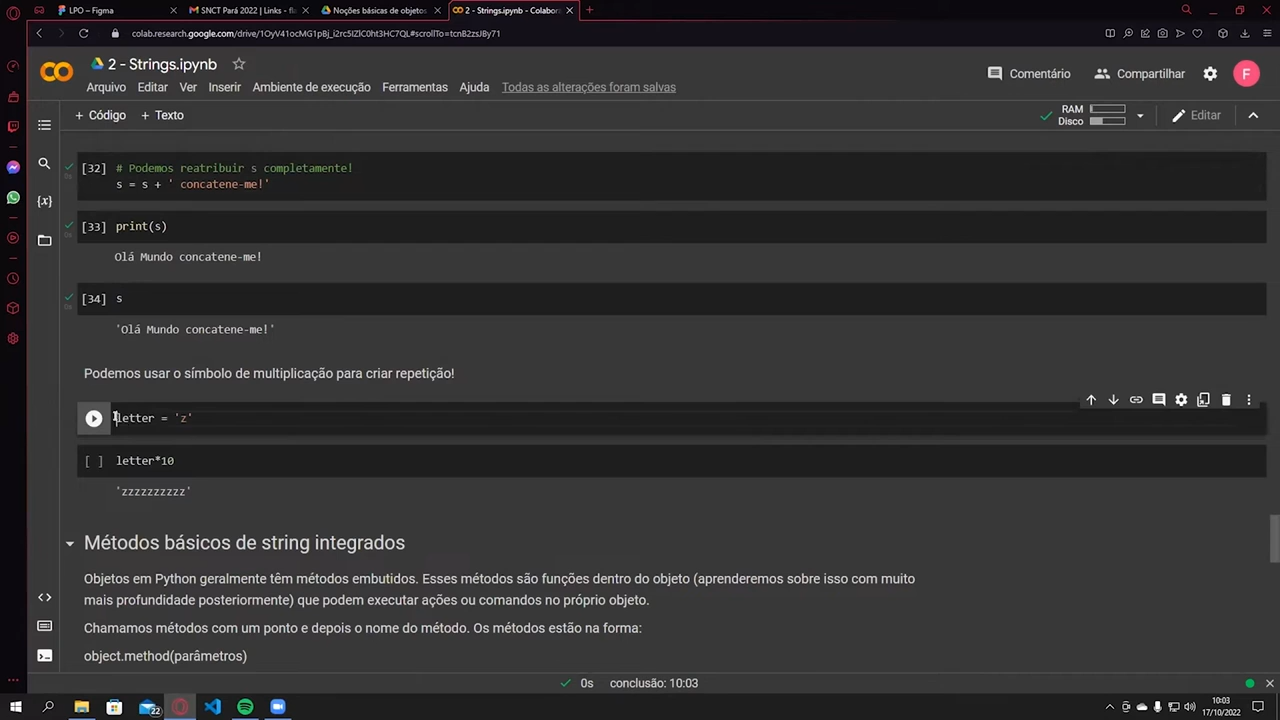 LPO – Figma
SNCT Pará 2022 | Links - fl
Noções básicas de objetos
2 - Strings.ipynb - Colabora
colab.research.google.com/drive/1OyV41ocMG1pBj_i2rc5IZlC0ht3HC7QL#scrollTo=tcnB2zsJBy71
2 - Strings.ipynb
Comentário
Compartilhar
F
Arquivo Editar Ver Inserir Ambiente de execução Ferramentas Ajuda Todas as alterações foram salvas
+ Código + Texto
RAM
Disco
Editar
[32] # Podemos reatribuir s completamente!
s = s + ' concatene-me!'
[33] print(s)
Olá Mundo concatene-me!
[34] s
'Olá Mundo concatene-me!'
Podemos usar o símbolo de multiplicação para criar repetição!
letter = 'z'
[ ] letter*10
'zzzzzzzzzz'
Métodos básicos de string integrados
Objetos em Python geralmente têm métodos embutidos. Esses métodos são funções dentro do objeto (aprenderemos sobre isso com muito
mais profundidade posteriormente) que podem executar ações ou comandos no próprio objeto.
Chamamos métodos com um ponto e depois o nome do método. Os métodos estão na forma:
object.method(parâmetros)
0s conclusão: 10:03
22
10:03
17/10/2022